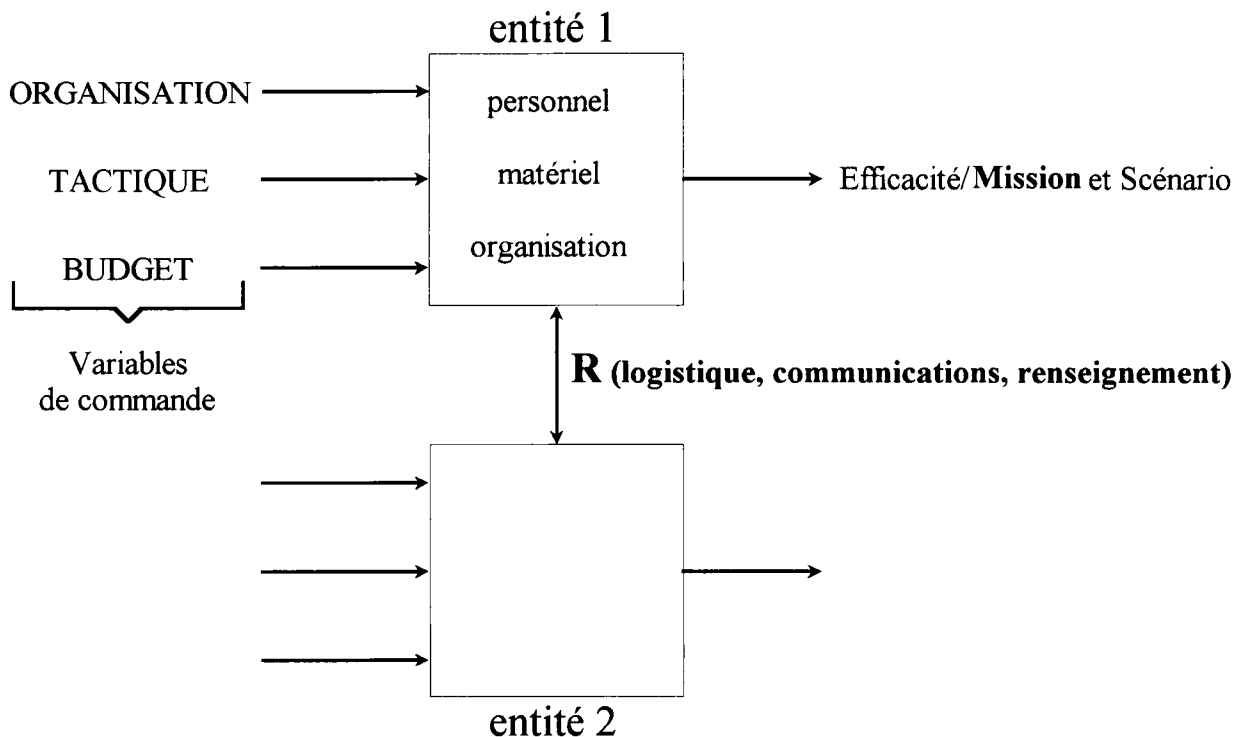 entité 1
ORGANISATION
personnel
TACTIQUE
matériel
Efficacité/Mission et Scénario
BUDGET
organisation
Variables
de commande
R (logistique, communications, renseignement)
entité 2